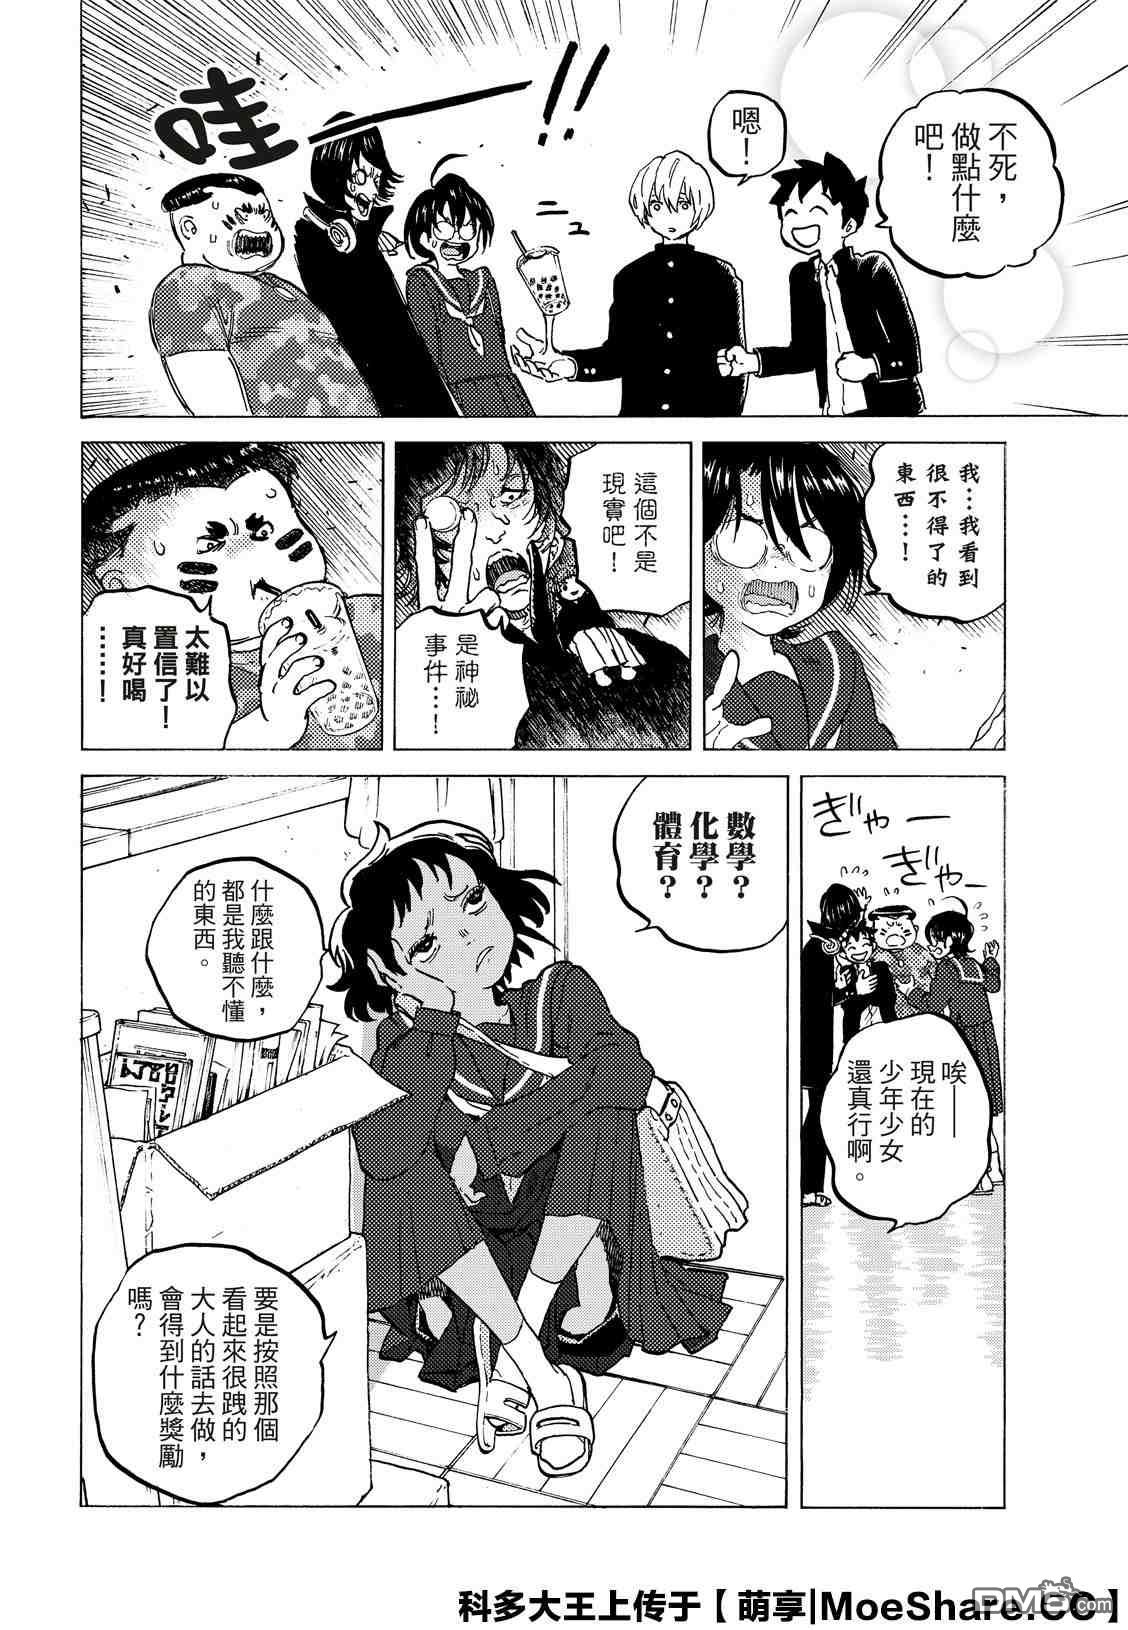 不死，
做點什麼
吧！
嗯！
哇
!!
我…我看到
很不得了的
東西……！
這個不是
現實吧！
是神祕
事件…！
太難以
置信了！
真好喝
……！
ぎゃー
ぎゃー
唉——
現在的
少年少女
還真行啊。
數學？
化學？
體育？
什麼跟什麼，
都是我聽不懂
的東西。
要是按照那個
看起來很跩的
大人的話去做，
會得到什麼獎勵
嗎？
科多大王上传于【萌享|MoeShare.CC】